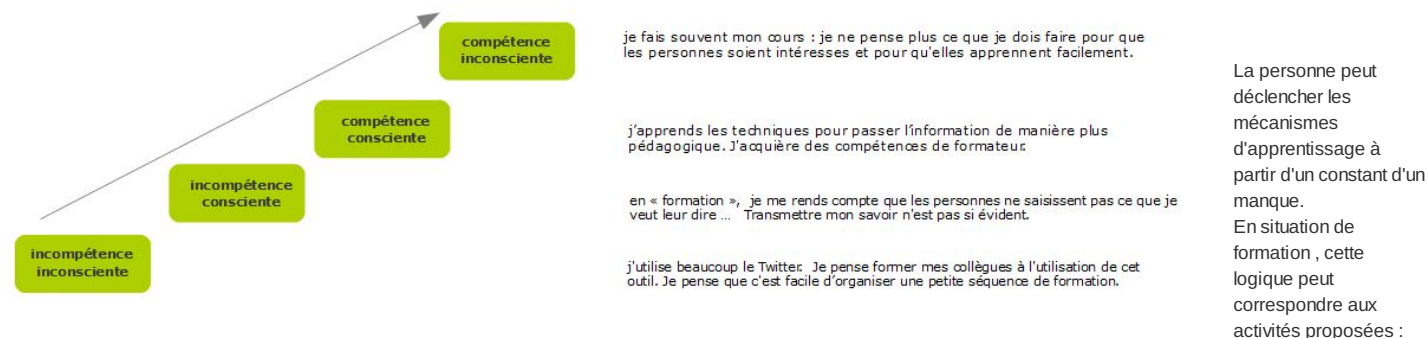 compétence
inconsciente
je fais souvent mon cours : je ne pense plus ce que je dois faire pour que
les personnes soient intéresses et pour qu'elles apprennent facilement.
compétence
consciente
j'apprends les techniques pour passer l'information de manière plus
pédagogique. J'acquière des compétences de formateur.
incompétence
consciente
en « formation », je me rends compte que les personnes ne saisissent pas ce que je
veut leur dire ... Transmettre mon savoir n'est pas si évident.
incompétence
inconsciente
j'utilise beaucoup le Twitter. Je pense former mes collègues à l'utilisation de cet
outil. Je pense que c'est facile d'organiser une petite séquence de formation.
La personne peut
déclencher les
mécanismes
d'apprentissage à
partir d'un constant d'un
manque.
En situation de
formation , cette
logique peut
correspondre aux
activités proposées :